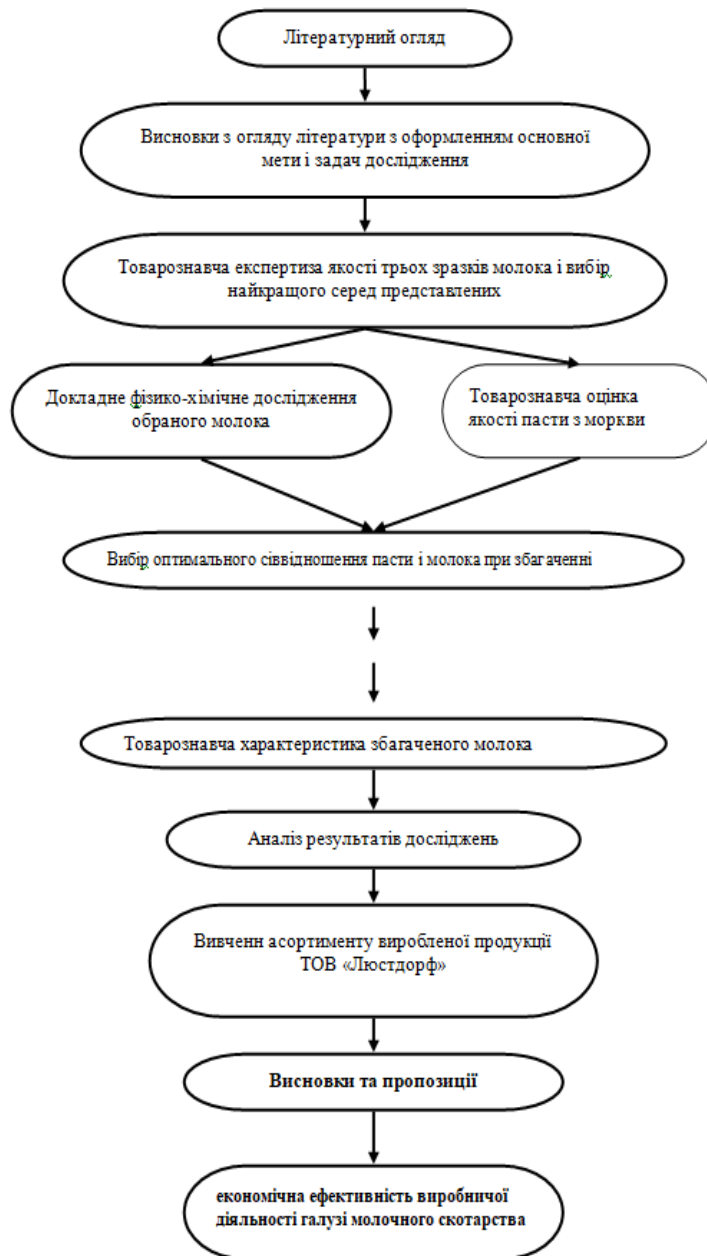 Літературний огляд
Висновки з огляду літератури з оформленням основної
мети і задач дослідження
Товарознавча експертиза якості трьох зразків молока і вибір
найкращого серед представлених
Докладне фізико-хімічне дослідження
обраного молока
Товарознавча оцінка
якості пасти з моркви
Вибір оптимального сіввідношення пасти і молока при збагаченні
Товарознавча характеристика збагаченого молока
Аналіз результатів досліджень
Вивченн асортименту виробленої продукції
ТОВ «Люстдорф»
Висновки та пропозиції
економічна ефективність виробничої
діяльності галузі молочного скотарства